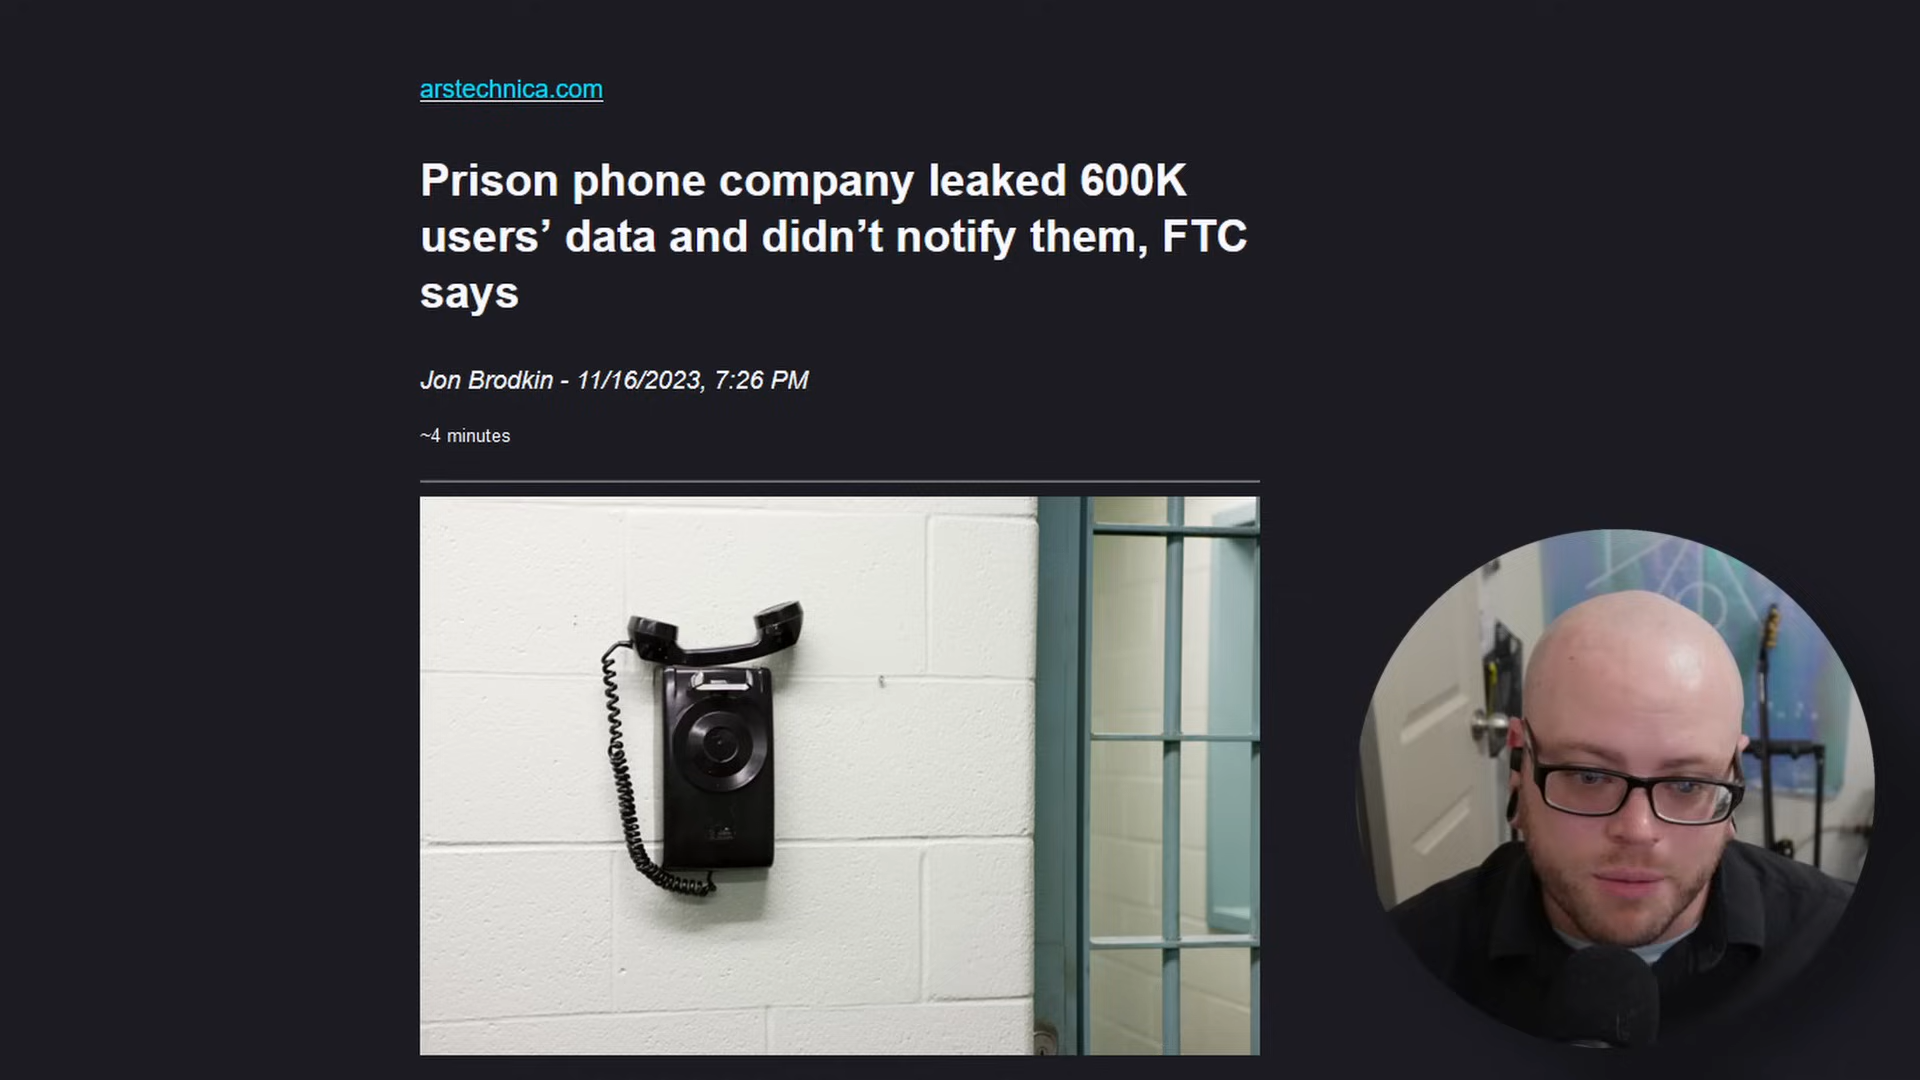 arstechnica.com
Prison phone company leaked 600K
users’ data and didn’t notify them, FTC
says
Jon Brodkin - 11/16/2023, 7:26 PM
~4 minutes